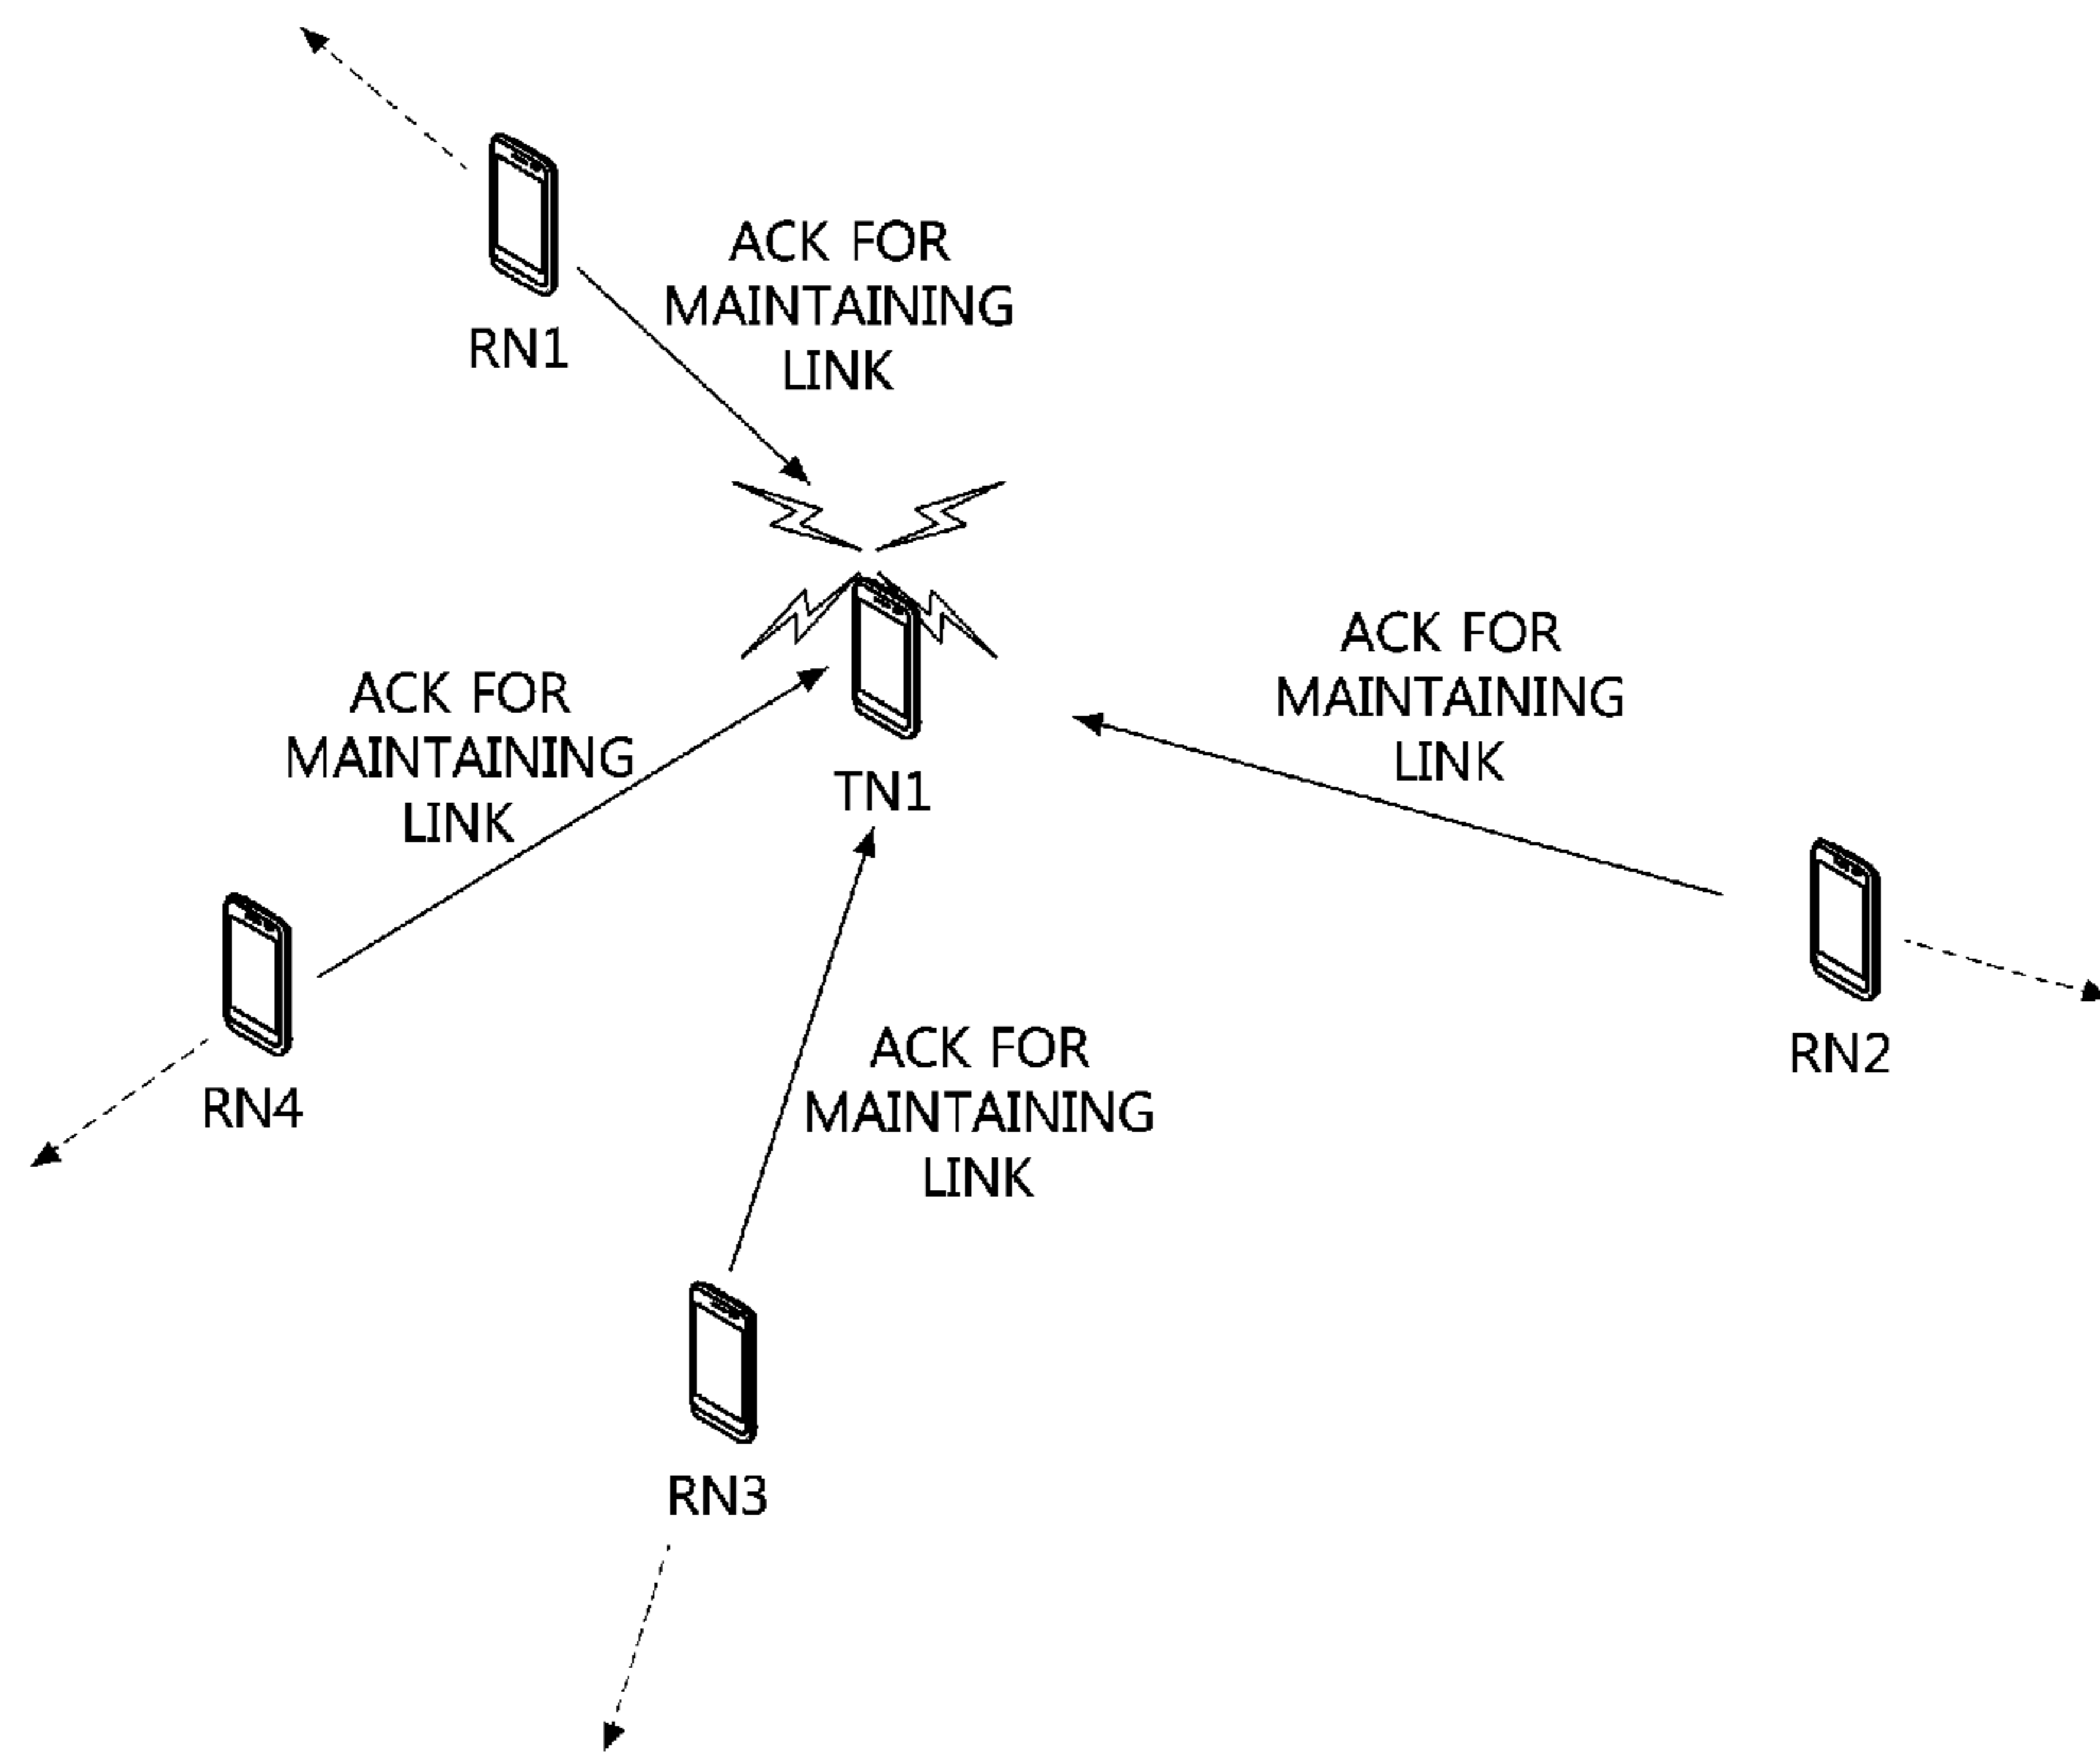 ACK FOR
MAINTAINING
LINK
RN1
ACK FOR
MAINTAINING
LINK
ACK FOR
MAINTAINING
LINK
TN1
RN2
RN4
ACK FOR
MAINTAINING
LINK
RN3